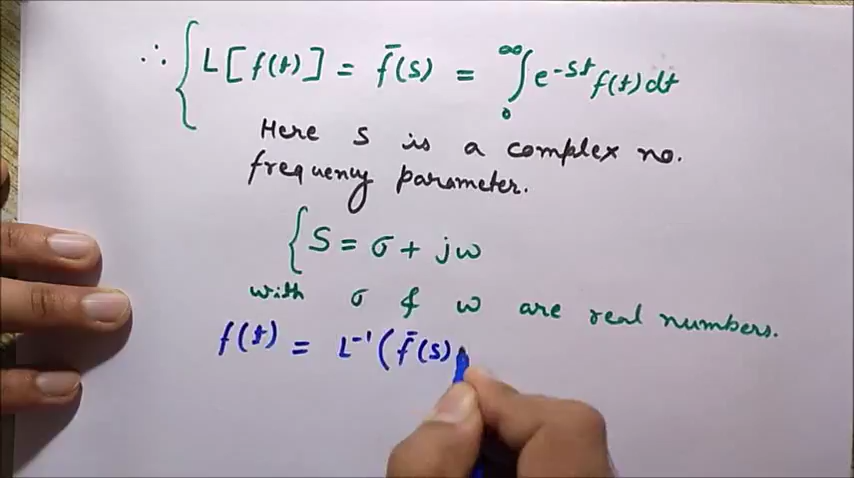 ∴ { L[f(t)] = f̄(s) = ∫₀^∞ e^-st f(t) dt
Here s is a complex no.
frequency parameter.
{ S = σ + jω
with σ & ω are real numbers.
f(t) = L⁻¹(f̄(s)